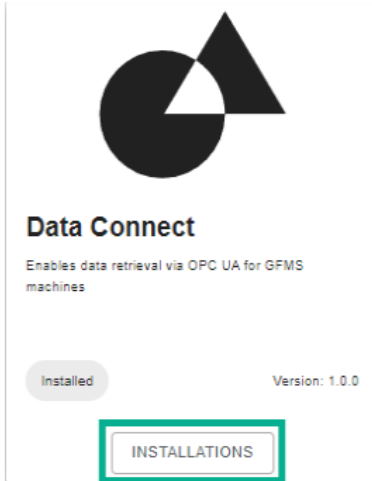 Data Connect
Enables data retrieval via OPC UA for GFMS
machines
Installed
Version: 1.0.0
INSTALLATIONS